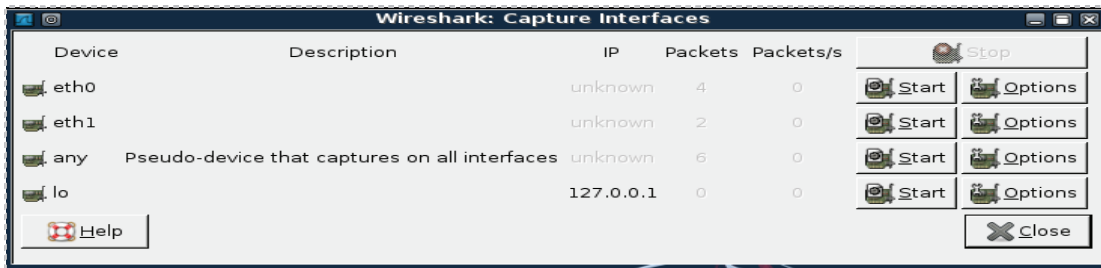 Wireshark: Capture Interfaces
Device Description IP Packets Packets/s Stop
eth0 unknown 4 0 Start Options
eth1 unknown 2 0 Start Options
any Pseudo-device that captures on all interfaces unknown 6 0 Start Options
lo 127.0.0.1 0 0 Start Options
Help Close